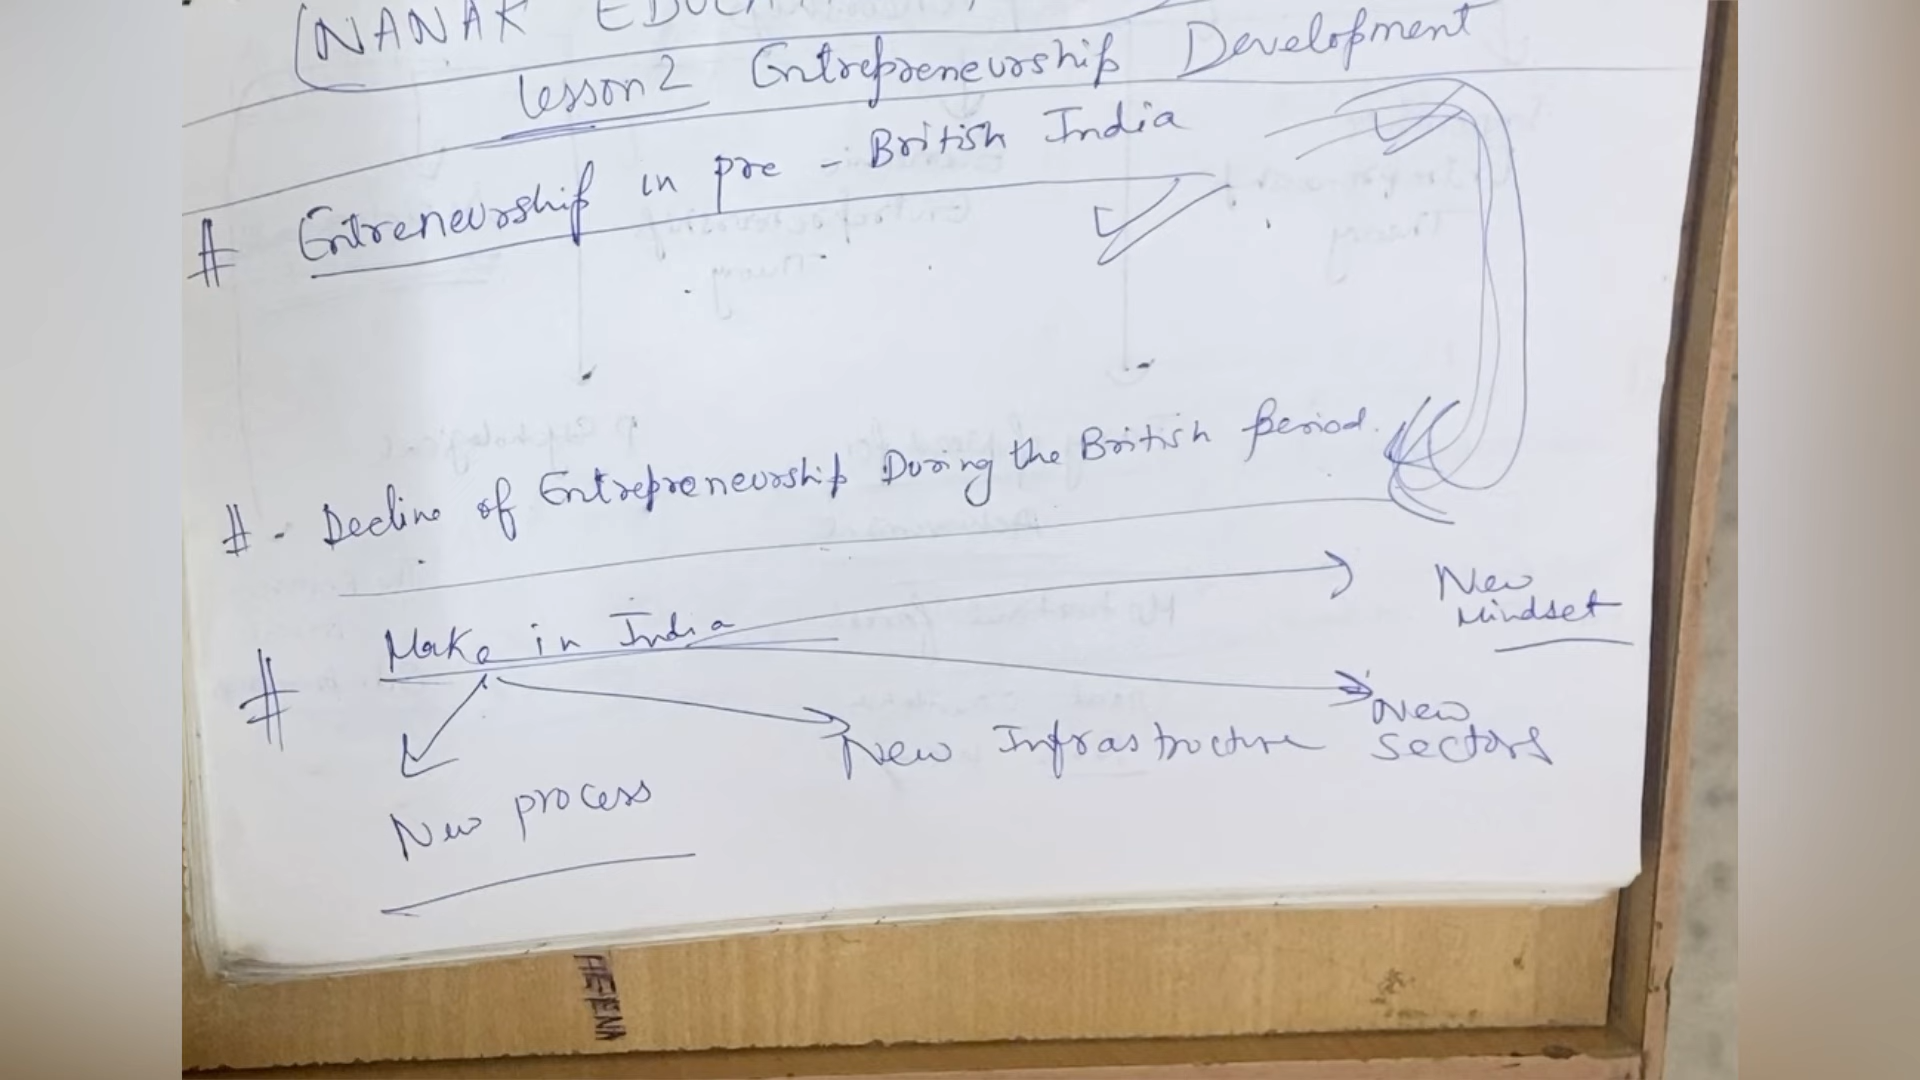 NANAK
Lesson 2 Entrepreneurship Development
# Entreneurship in pre - British India
# - Decline of Entrepreneurship During the British Period.
# Make in India
New Mindset
New Sectors
New Infrastructure
New process
HEENA